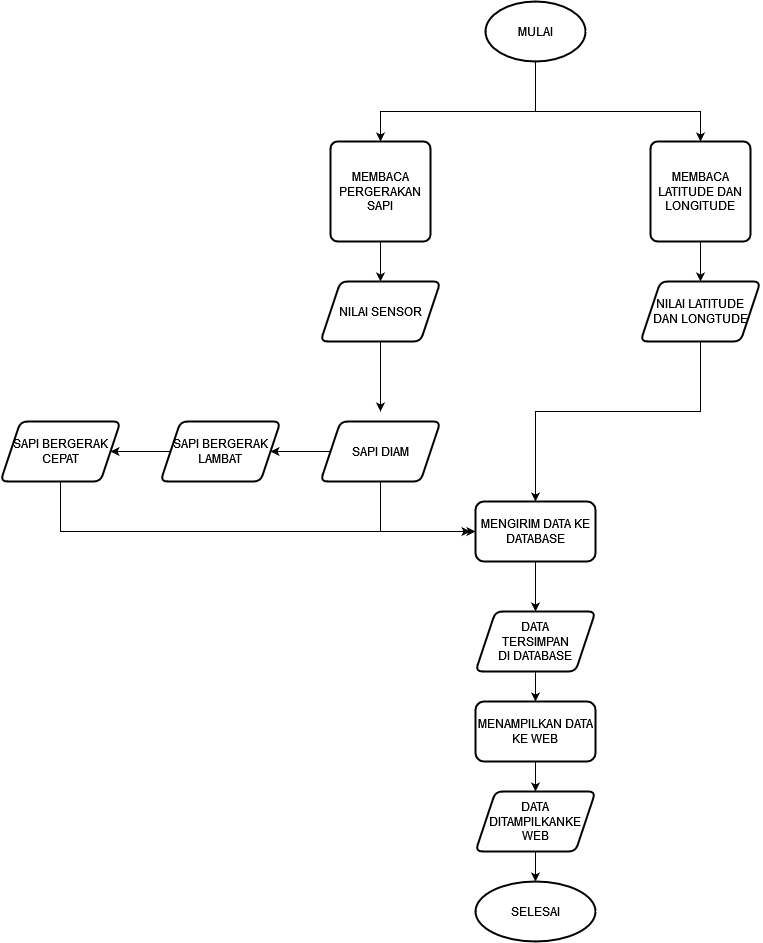 MULAI
MEMBACA
PERGERAKAN
SAPI
MEMBACA
LATITUDE DAN
LONGITUDE
NILAI SENSOR
NILAI LATITUDE
DAN LONGTUDE
SAPI BERGERAK
CEPAT
SAPI BERGERAK
LAMBAT
SAPI DIAM
MENGIRIM DATA KE
DATABASE
DATA
TERSIMPAN
DI DATABASE
MENAMPILKAN DATA
KE WEB
DATA
DITAMPILKANKE
WEB
SELESAI